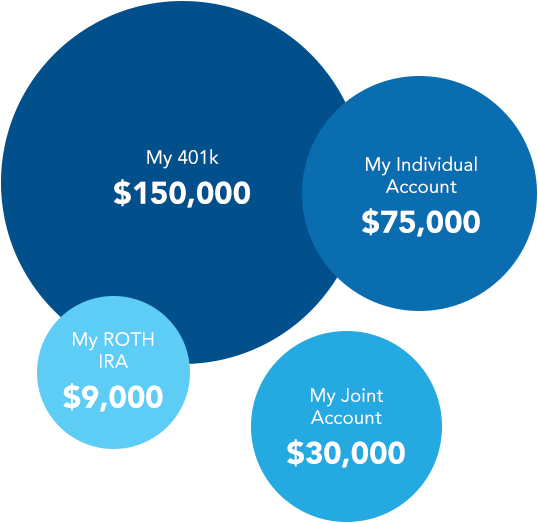 My 401k
$150,000
My Individual
Account
$75,000
My ROTH
IRA
$9,000
My Joint
Account
$30,000